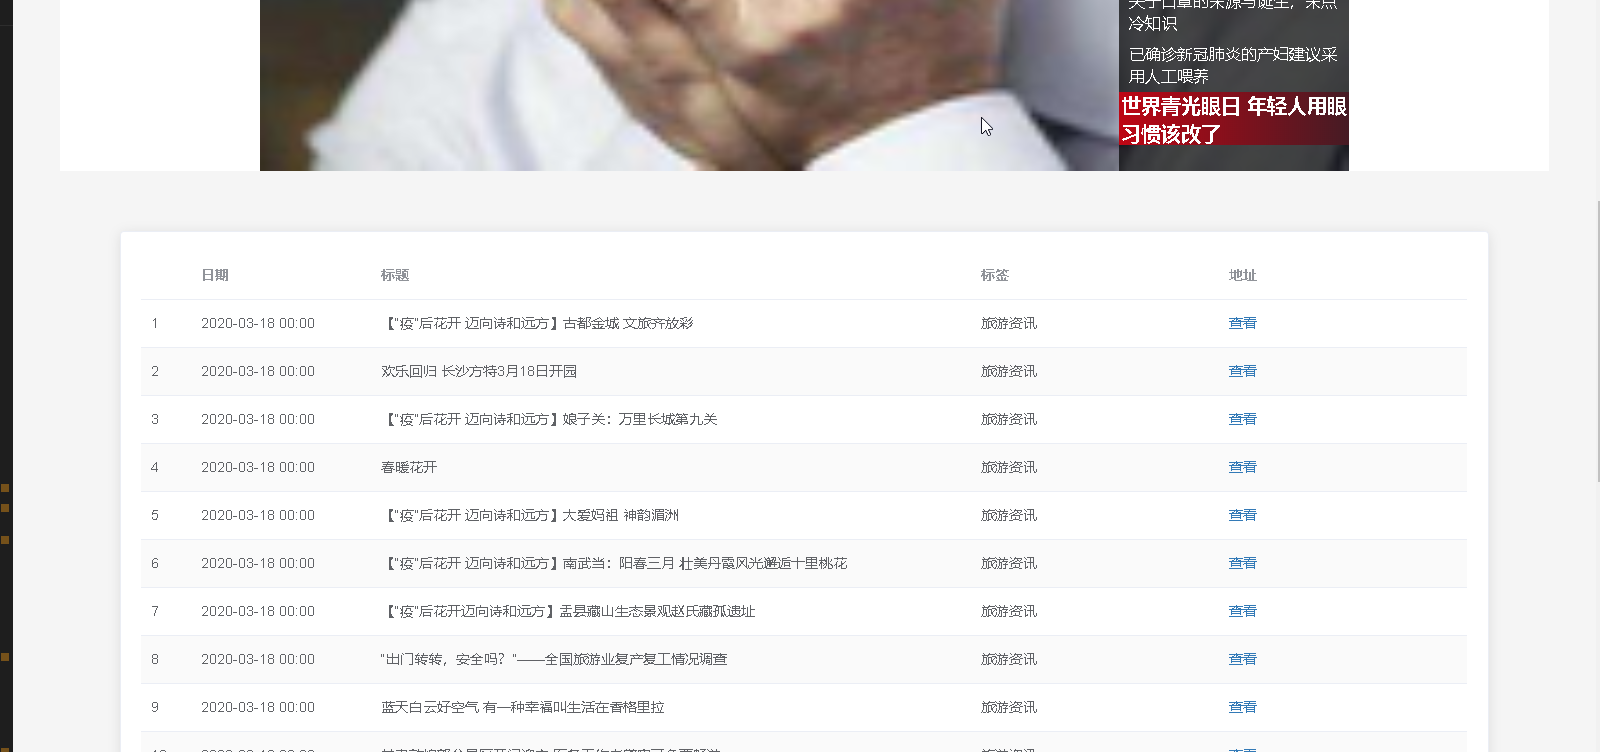 冷知识
已确诊新冠肺炎的产妇建议采
用人工喂养
世界青光眼日 年轻人用眼
习惯该改了
日期 标题 标签 地址
1 2020-03-18 00:00 【“疫”后花开 迈向诗和远方】古都金城 文旅齐放彩 旅游资讯 查看
2 2020-03-18 00:00 欢乐回归 长沙方特3月18日开园 旅游资讯 查看
3 2020-03-18 00:00 【“疫”后花开 迈向诗和远方】娘子关：万里长城第九关 旅游资讯 查看
4 2020-03-18 00:00 春暖花开 旅游资讯 查看
5 2020-03-18 00:00 【“疫”后花开 迈向诗和远方】大爱妈祖 神韵湄洲 旅游资讯 查看
6 2020-03-18 00:00 【“疫”后花开 迈向诗和远方】南武当：阳春三月 壮美丹霞风光邂逅十里桃花 旅游资讯 查看
7 2020-03-18 00:00 【“疫”后花开迈向诗和远方】盂县藏山生态景观赵氏藏孤遗址 旅游资讯 查看
8 2020-03-18 00:00 “出门转转，安全吗？”——全国旅游业复产复工情况调查 旅游资讯 查看
9 2020-03-18 00:00 蓝天白云好空气 有一种幸福叫生活在香格里拉 旅游资讯 查看